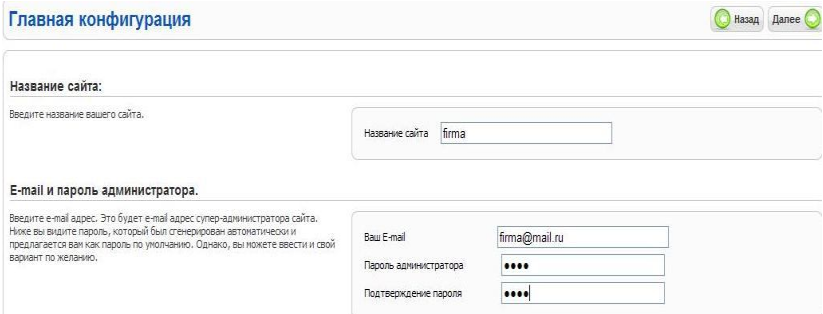 Главная конфигурация
Назад
Далее
Название сайта:
Введите название вашего сайта.
Название сайта
firma
E-mail и пароль администратора.
Введите e-mail адрес. Это будет e-mail адрес супер-администратора сайта.
Ниже вы видите пароль, который был сгенерирован автоматически и
предлагается вам как пароль по умолчанию. Однако, вы можете ввести и свой
вариант по желанию.
Ваш E-mail
firma@mail.ru
Пароль администратора
••••
Подтверждение пароля
••••